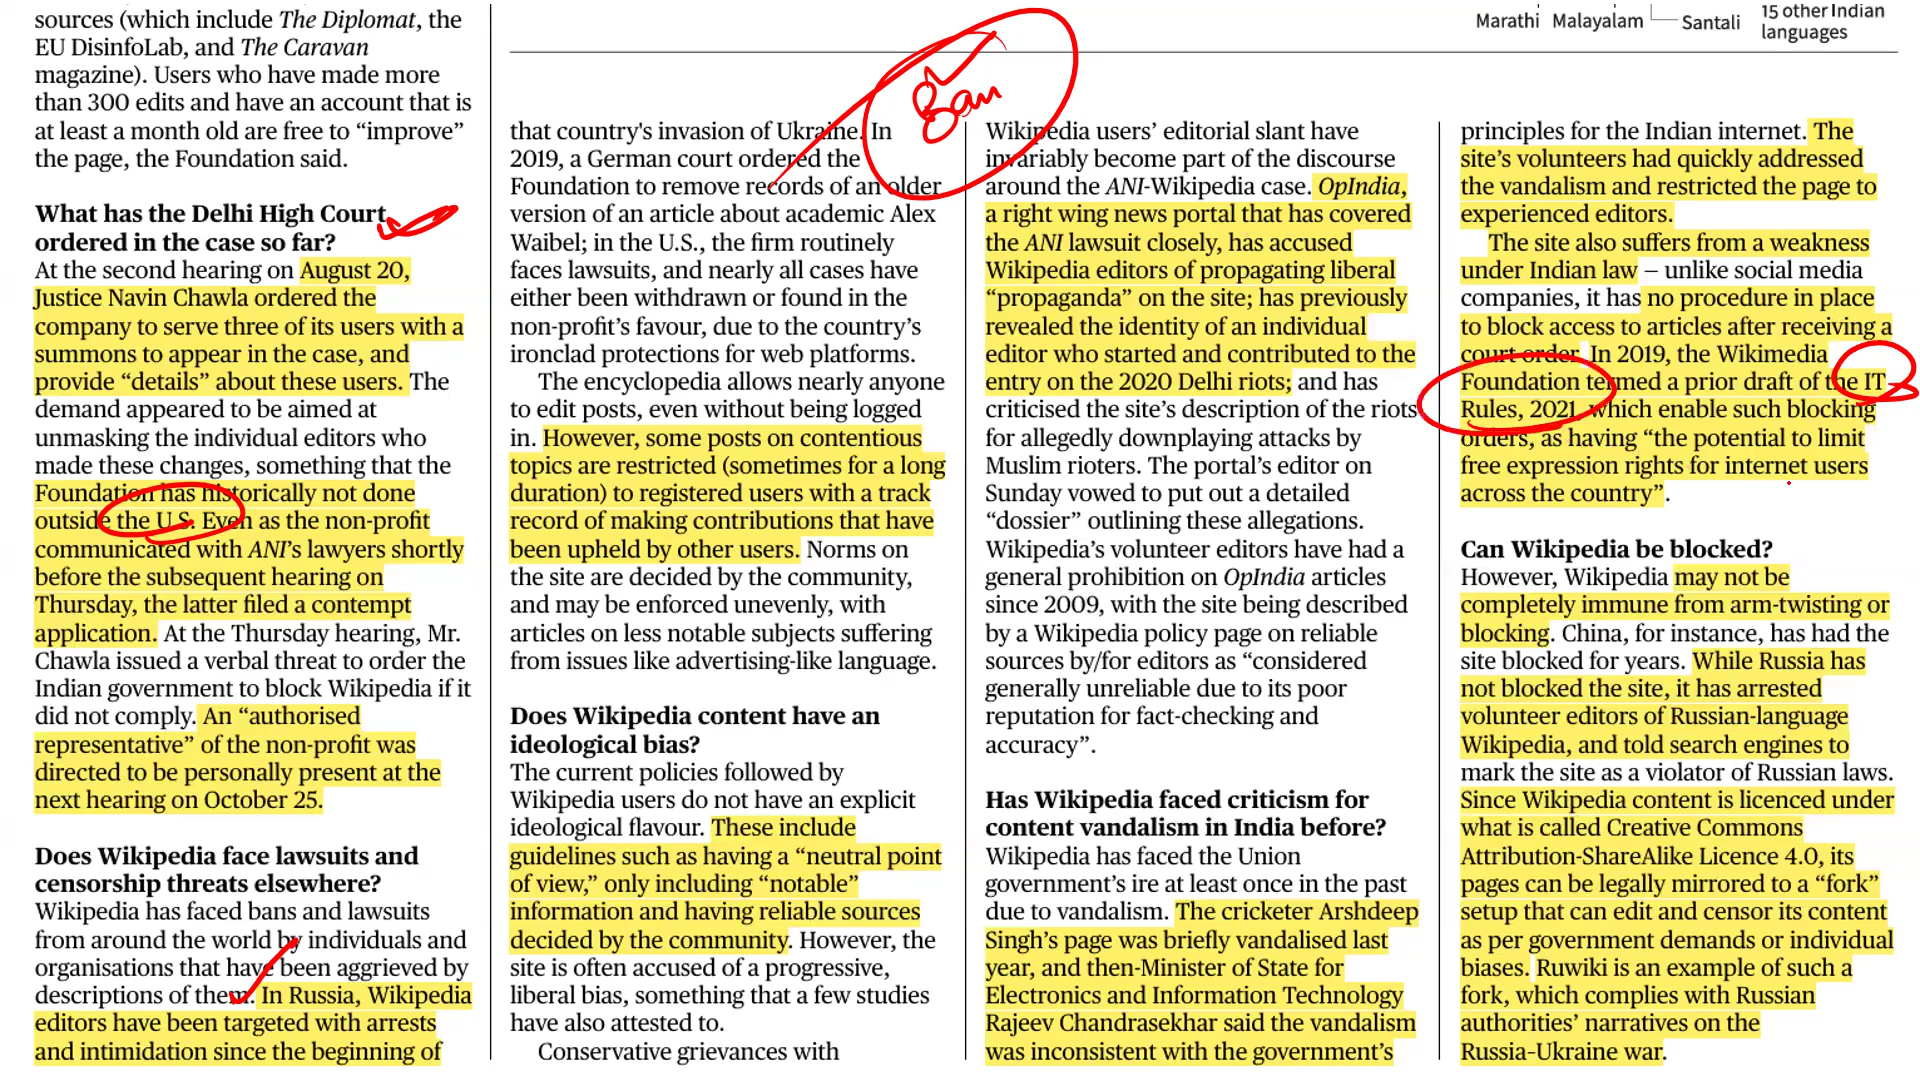 sources (which include The Diplomat, the
EU DisinfoLab, and The Caravan
magazine). Users who have made more
than 300 edits and have an account that is
at least a month old are free to “improve”
the page, the Foundation said.
What has the Delhi High Court
ordered in the case so far?
At the second hearing on August 20,
Justice Navin Chawla ordered the
company to serve three of its users with a
summons to appear in the case, and
provide “details” about these users. The
demand appeared to be aimed at
unmasking the individual editors who
made these changes, something that the
Foundation has historically not done
outside the U.S. Even as the non-profit
communicated with ANI’s lawyers shortly
before the subsequent hearing on
Thursday, the latter filed a contempt
application. At the Thursday hearing, Mr.
Chawla issued a verbal threat to order the
Indian government to block Wikipedia if it
did not comply. An “authorised
representative” of the non-profit was
directed to be personally present at the
next hearing on October 25.
Does Wikipedia face lawsuits and
censorship threats elsewhere?
Wikipedia has faced bans and lawsuits
from around the world by individuals and
organisations that have been aggrieved by
descriptions of them. In Russia, Wikipedia
editors have been targeted with arrests
and intimidation since the beginning of
Ban
that country's invasion of Ukraine. In
2019, a German court ordered the
Foundation to remove records of an older
version of an article about academic Alex
Waibel; in the U.S., the firm routinely
faces lawsuits, and nearly all cases have
either been withdrawn or found in the
non-profit’s favour, due to the country’s
ironclad protections for web platforms.
The encyclopedia allows nearly anyone
to edit posts, even without being logged
in. However, some posts on contentious
topics are restricted (sometimes for a long
duration) to registered users with a track
record of making contributions that have
been upheld by other users. Norms on
the site are decided by the community,
and may be enforced unevenly, with
articles on less notable subjects suffering
from issues like advertising-like language.
Does Wikipedia content have an
ideological bias?
The current policies followed by
Wikipedia users do not have an explicit
ideological flavour. These include
guidelines such as having a “neutral point
of view,” only including “notable”
information and having reliable sources
decided by the community. However, the
site is often accused of a progressive,
liberal bias, something that a few studies
have also attested to.
Conservative grievances with
Wikipedia users’ editorial slant have
invariably become part of the discourse
around the ANI-Wikipedia case. OpIndia,
a right wing news portal that has covered
the ANI lawsuit closely, has accused
Wikipedia editors of propagating liberal
“propaganda” on the site; has previously
revealed the identity of an individual
editor who started and contributed to the
entry on the 2020 Delhi riots; and has
criticised the site’s description of the riots
for allegedly downplaying attacks by
Muslim rioters. The portal’s editor on
Sunday vowed to put out a detailed
“dossier” outlining these allegations.
Wikipedia’s volunteer editors have had a
general prohibition on OpIndia articles
since 2009, with the site being described
by a Wikipedia policy page on reliable
sources by/for editors as “considered
generally unreliable due to its poor
reputation for fact-checking and
accuracy”.
Has Wikipedia faced criticism for
content vandalism in India before?
Wikipedia has faced the Union
government’s ire at least once in the past
due to vandalism. The cricketer Arshdeep
Singh’s page was briefly vandalised last
year, and then-Minister of State for
Electronics and Information Technology
Rajeev Chandrasekhar said the vandalism
was inconsistent with the government’s
Marathi Malayalam Santali 15 other Indian
languages
principles for the Indian internet. The
site’s volunteers had quickly addressed
the vandalism and restricted the page to
experienced editors.
The site also suffers from a weakness
under Indian law – unlike social media
companies, it has no procedure in place
to block access to articles after receiving a
court order. In 2019, the Wikimedia
Foundation termed a prior draft of the IT
Rules, 2021, which enable such blocking
orders, as having “the potential to limit
free expression rights for internet users
across the country”.
Can Wikipedia be blocked?
However, Wikipedia may not be
completely immune from arm-twisting or
blocking. China, for instance, has had the
site blocked for years. While Russia has
not blocked the site, it has arrested
volunteer editors of Russian-language
Wikipedia, and told search engines to
mark the site as a violator of Russian laws.
Since Wikipedia content is licenced under
what is called Creative Commons
Attribution-ShareAlike Licence 4.0, its
pages can be legally mirrored to a “fork”
setup that can edit and censor its content
as per government demands or individual
biases. Ruwiki is an example of such a
fork, which complies with Russian
authorities’ narratives on the
Russia-Ukraine war.